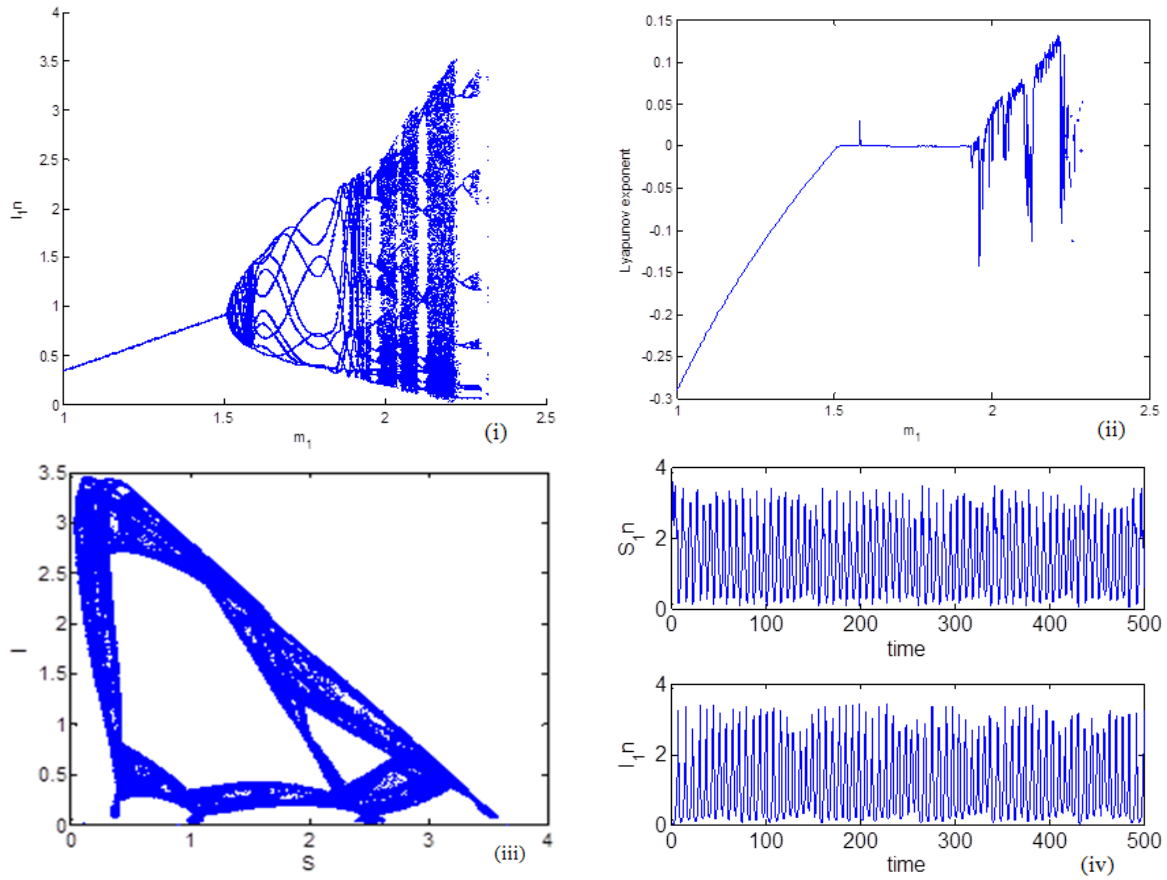 4
3.5
3
2.5
2
1.5
1
0.5
0
I₁n
1 1.5 2 2.5
m₁
(i)
0.15
0.1
0.05
0
-0.05
-0.1
-0.15
-0.2
-0.25
-0.3
Lyapunov exponent
1 1.5 2 2.5
m₁
(ii)
3.5
3
2.5
2
1.5
1
0.5
0
I
0 1 2 3 4
S
(iii)
4
2
0
S₁n
0 100 200 300 400 500
time
4
2
0
I₁n
0 100 200 300 400 500
time
(iv)